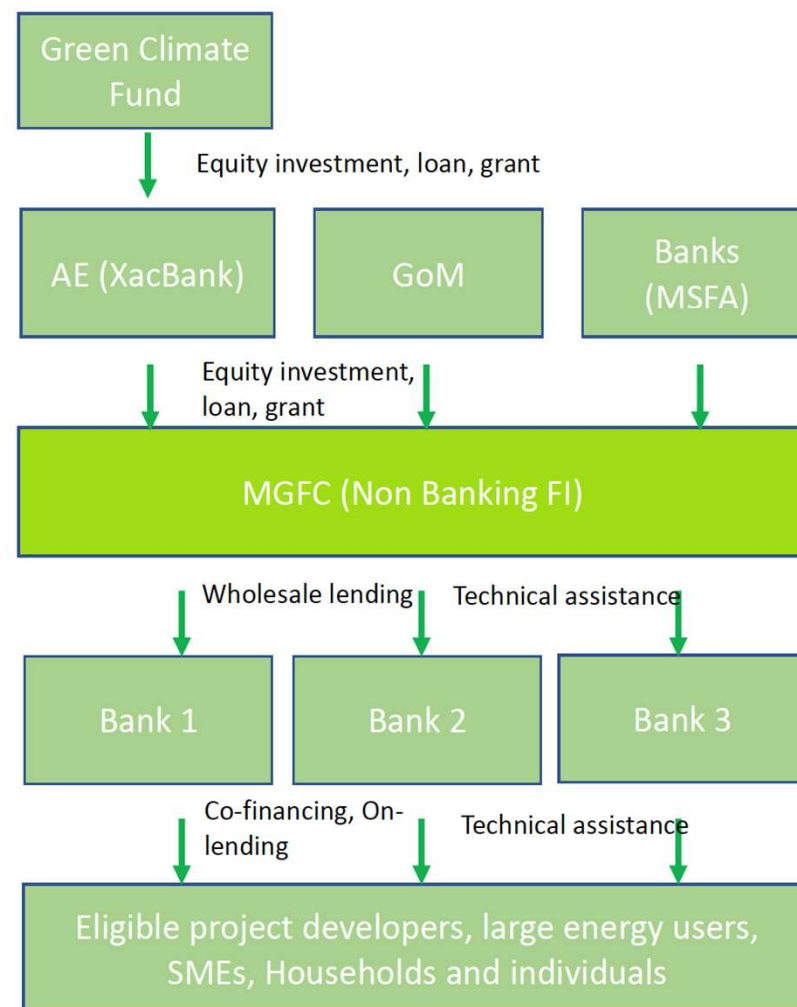 Green Climate
Fund
Equity investment, loan, grant
AE (XacBank)
GoM
Banks
(MSFA)
Equity investment,
loan, grant
MGFC (Non Banking FI)
Wholesale lending
Technical assistance
Bank 1
Bank 2
Bank 3
Co-financing, On-
lending
Technical assistance
Eligible project developers, large energy users,
SMEs, Households and individuals